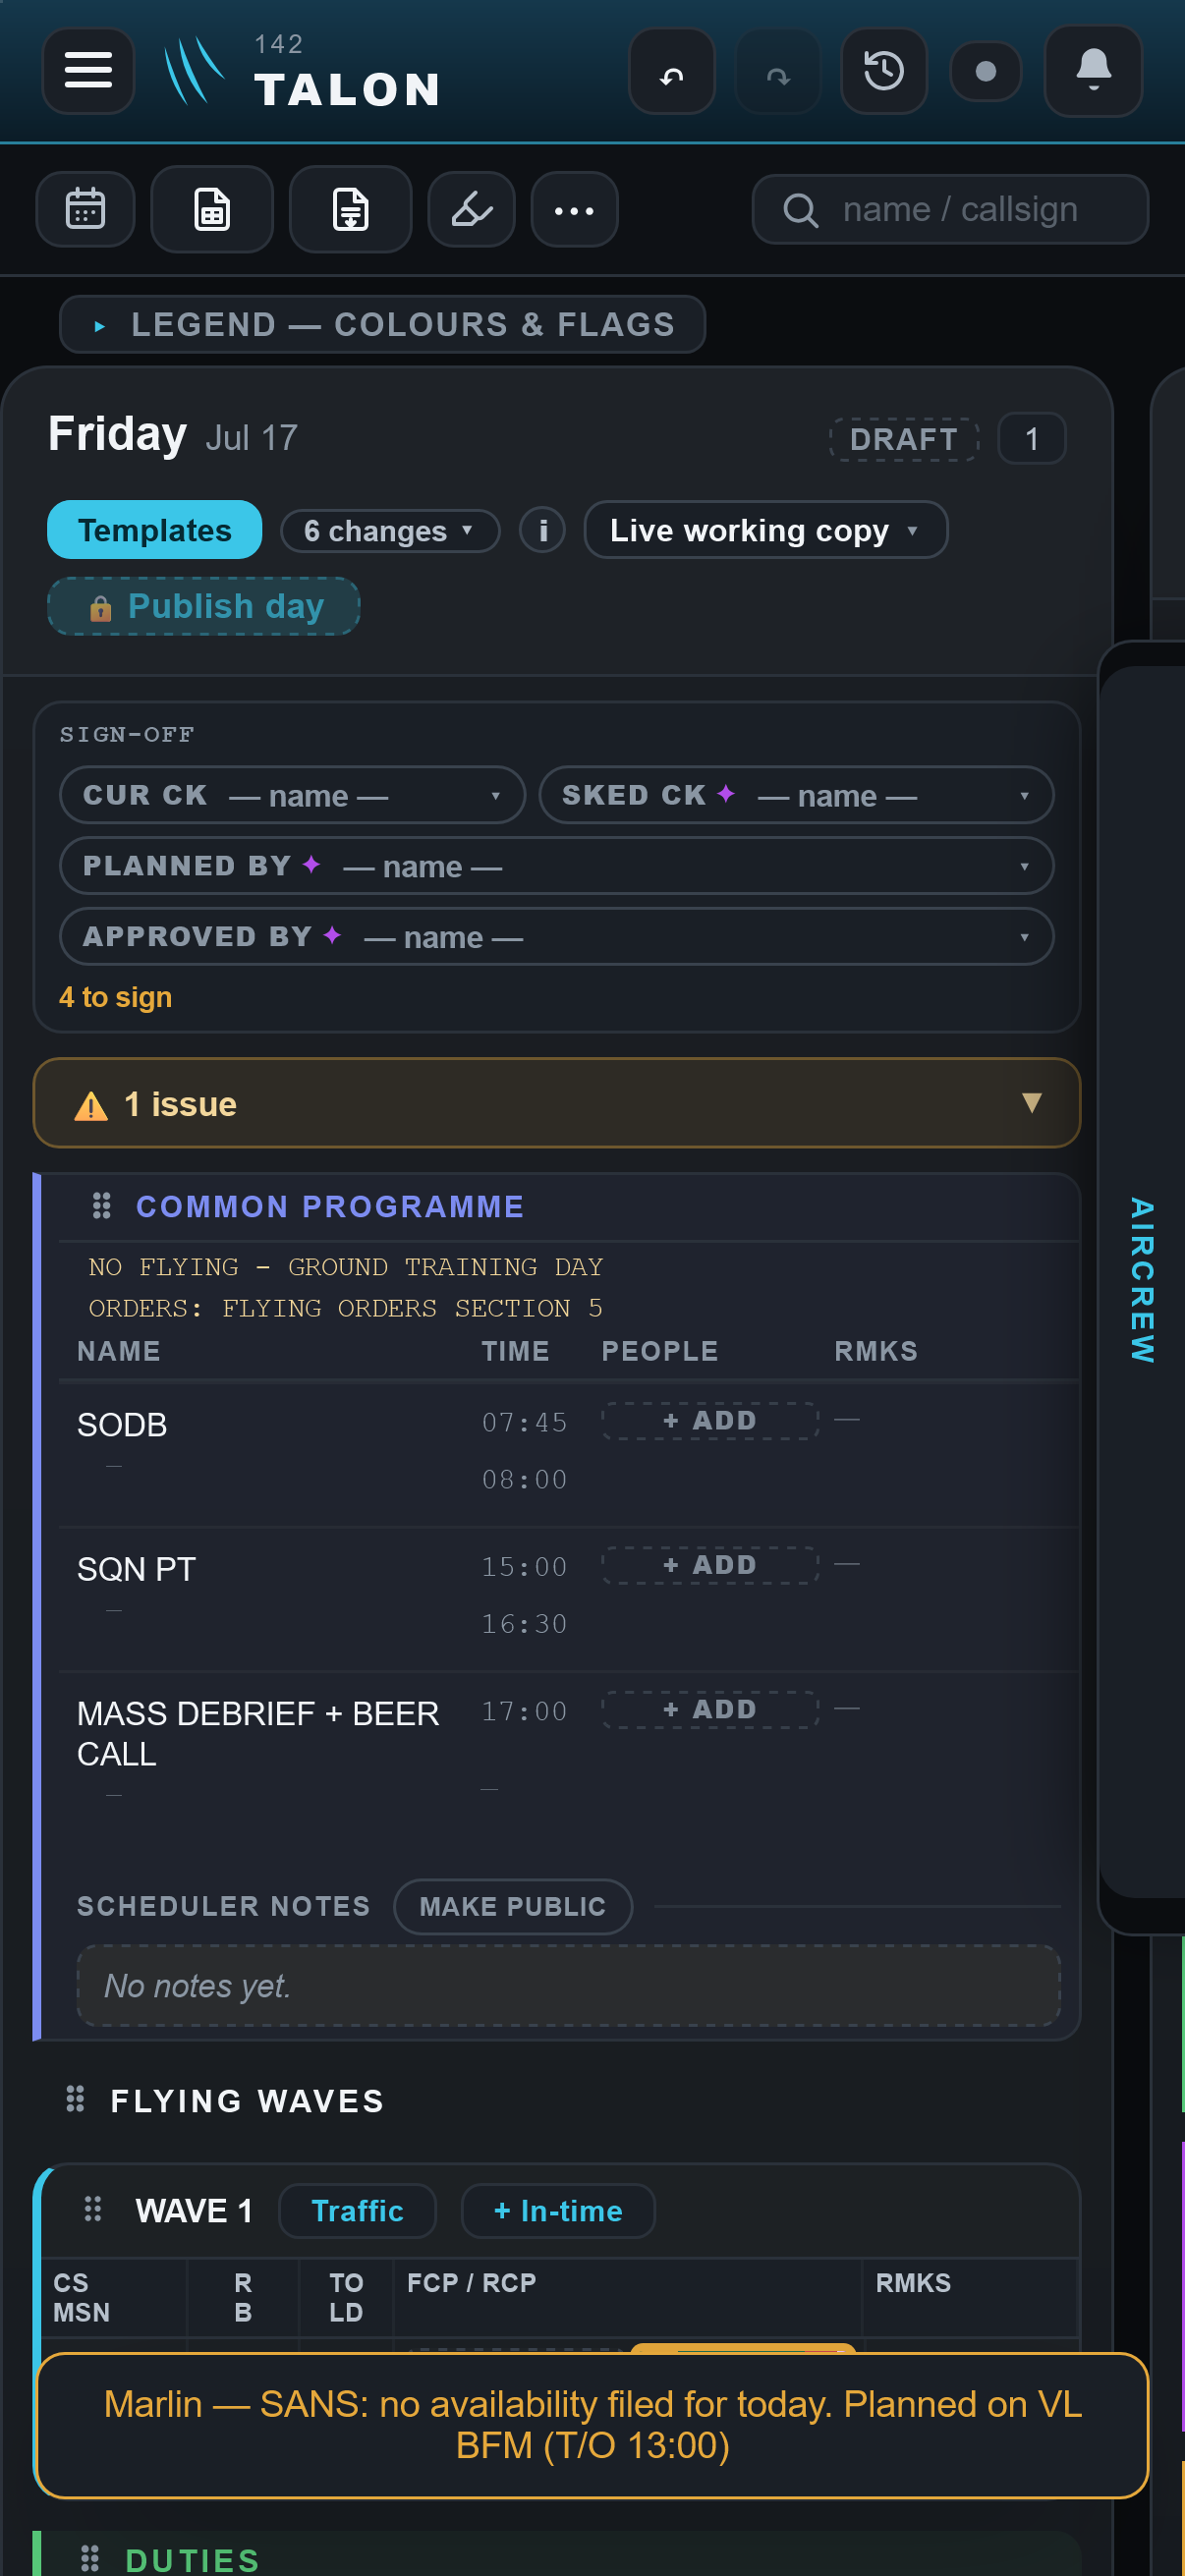 142
TALON
name / callsign
LEGEND — COLOURS & FLAGS
Friday Jul 17 DRAFT 1
Templates 6 changes i Live working copy
Publish day
SIGN-OFF
CUR CK — name — SKED CK — name —
PLANNED BY — name —
APPROVED BY — name —
4 to sign
1 issue
COMMON PROGRAMME
NO FLYING – GROUND TRAINING DAY
ORDERS: FLYING ORDERS SECTION 5
NAME TIME PEOPLE RMKS
SODB 07:45 + ADD —
— 08:00
SQN PT 15:00 + ADD —
— 16:30
MASS DEBRIEF + BEER 17:00 + ADD —
CALL
— —
SCHEDULER NOTES MAKE PUBLIC
No notes yet.
FLYING WAVES
WAVE 1 Traffic + In-time
CS R TO FCP / RCP RMKS
MSN B LD
Marlin — SANS: no availability filed for today. Planned on VL
BFM (T/O 13:00)
DUTIES
AIRCREW